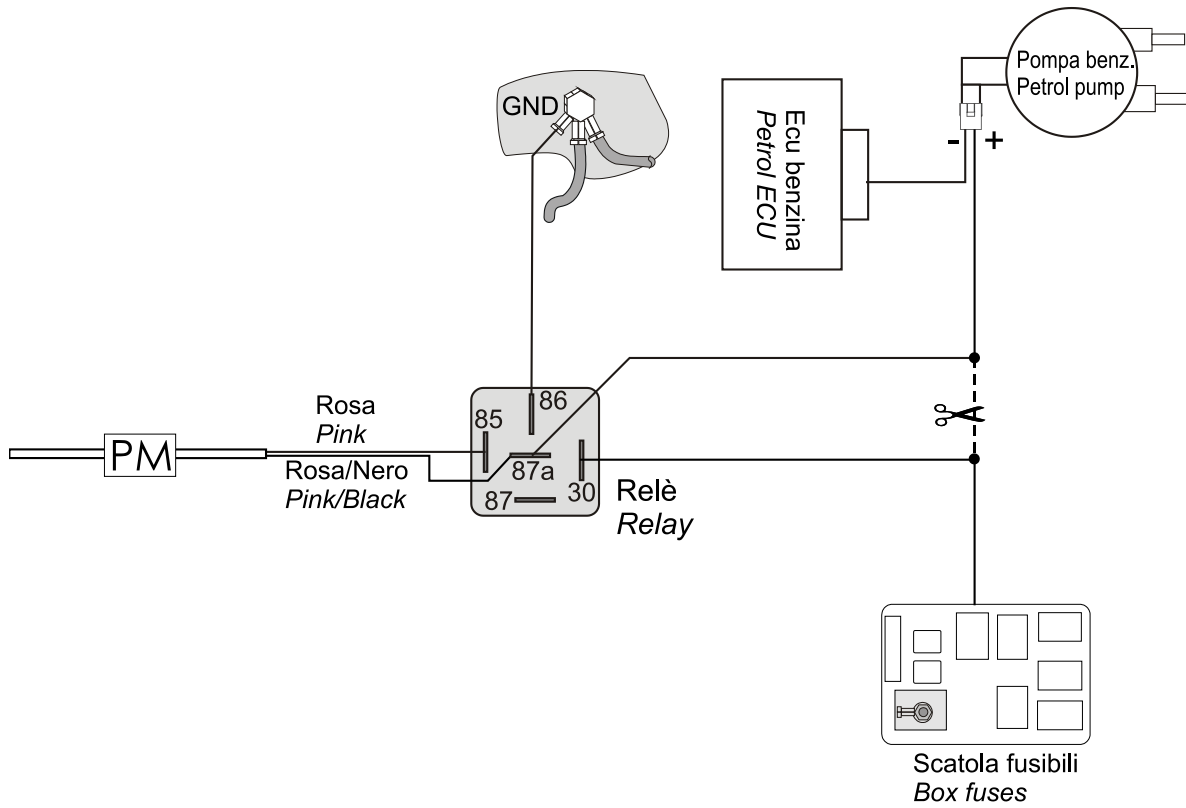 Pompa benz.
Petrol pump
GND
Ecu benzina
Petrol ECU
- +
86
85
Rosa
Pink
PM
87a
Rosa/Nero
Pink/Black
87
30
Relè
Relay
Scatola fusibili
Box fuses